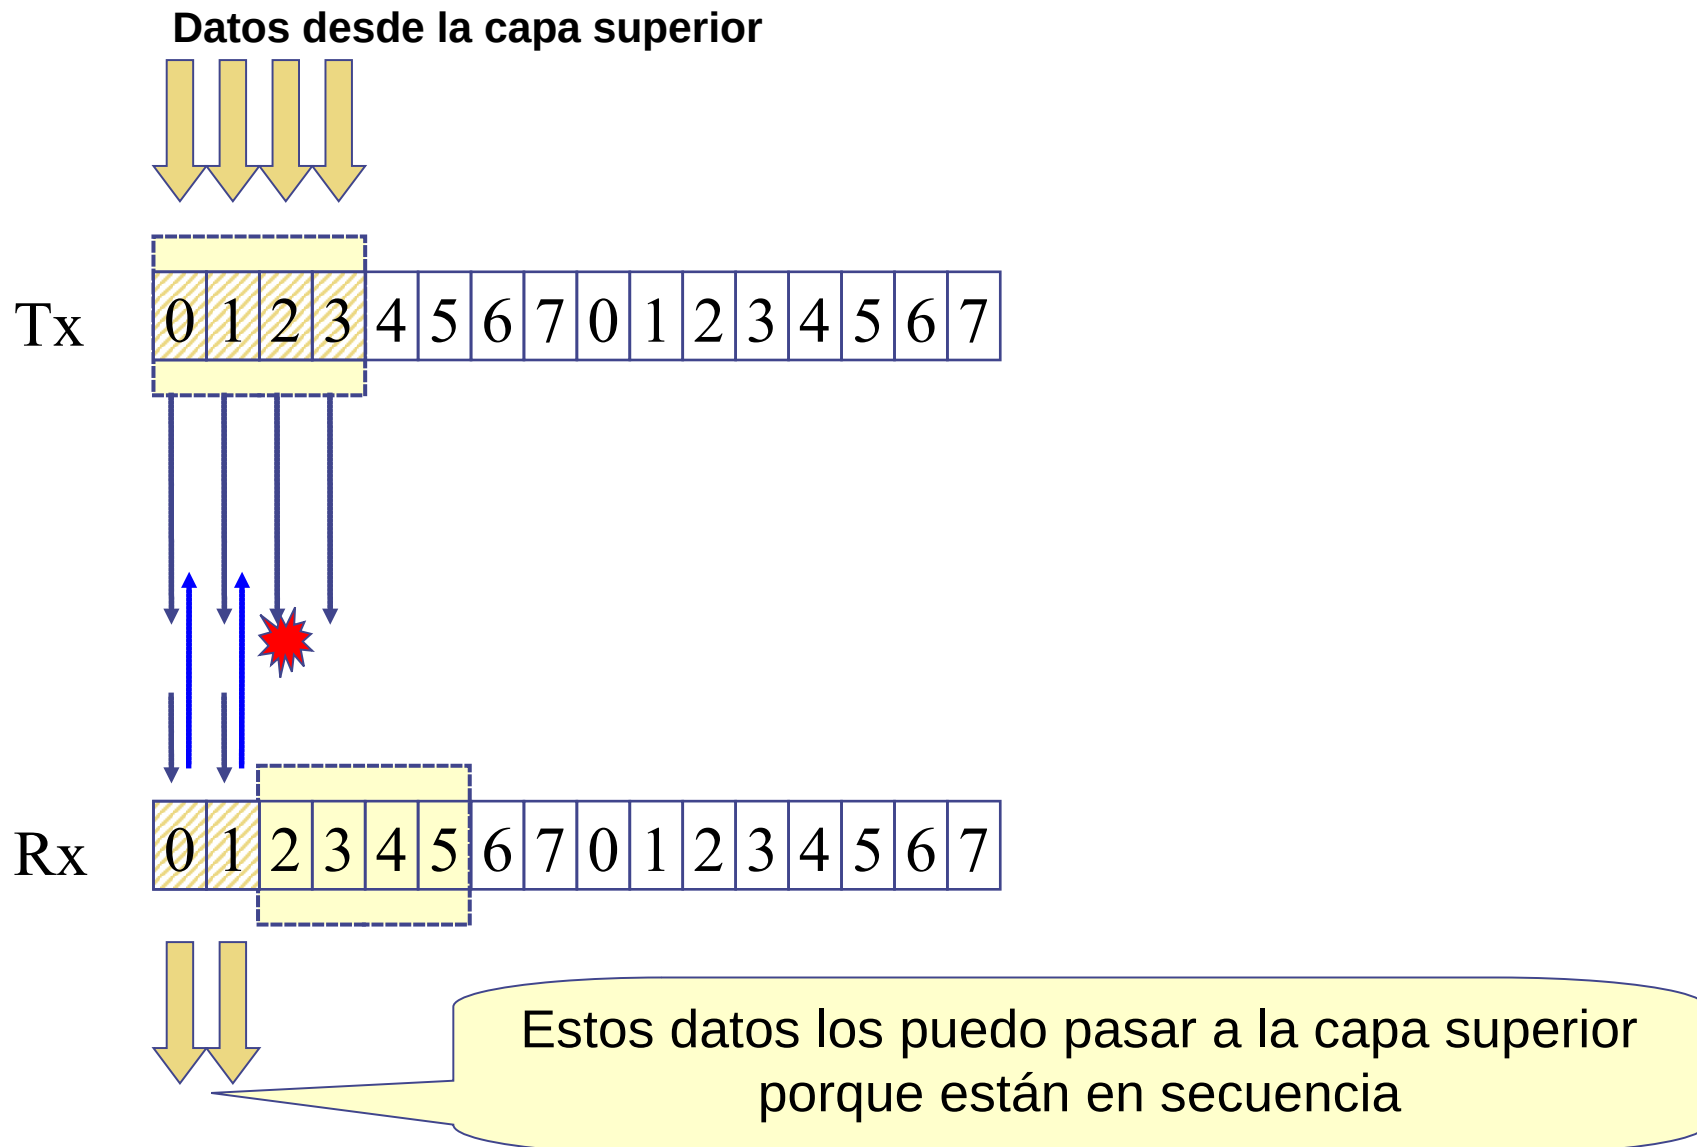 Datos desde la capa superior
Tx 0 1 2 3 4 5 6 7 0 1 2 3 4 5 6 7
Rx 0 1 2 3 4 5 6 7 0 1 2 3 4 5 6 7
Estos datos los puedo pasar a la capa superior
porque están en secuencia